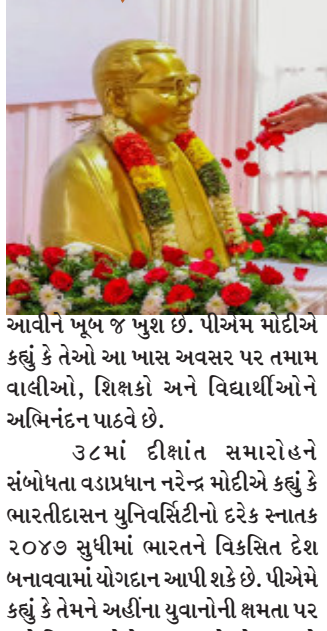 આવીને ખૂબ જ ખુશ છે. પીએમ મોદીએ
કહ્યું કે તેઓ આ ખાસ અવસર પર તમામ
વાલીઓ, શિક્ષકો અને વિદ્યાર્થીઓને
અભિનંદન પાઠવે છે.
૩૮માં દીક્ષાંત સમારોહને
સંબોધતા વડાપ્રધાન નરેન્દ્ર મોદીએ કહ્યું કે
ભારતીદાસન યુનિવર્સિટીનો દરેક સ્નાતક
૨૦૪૭ સુધીમાં ભારતને વિકસિત દેશ
બનાવવામાં યોગદાન આપી શકે છે. પીએમે
કહ્યું કે તેમને અહીંના યુવાનોની ક્ષમતા પર